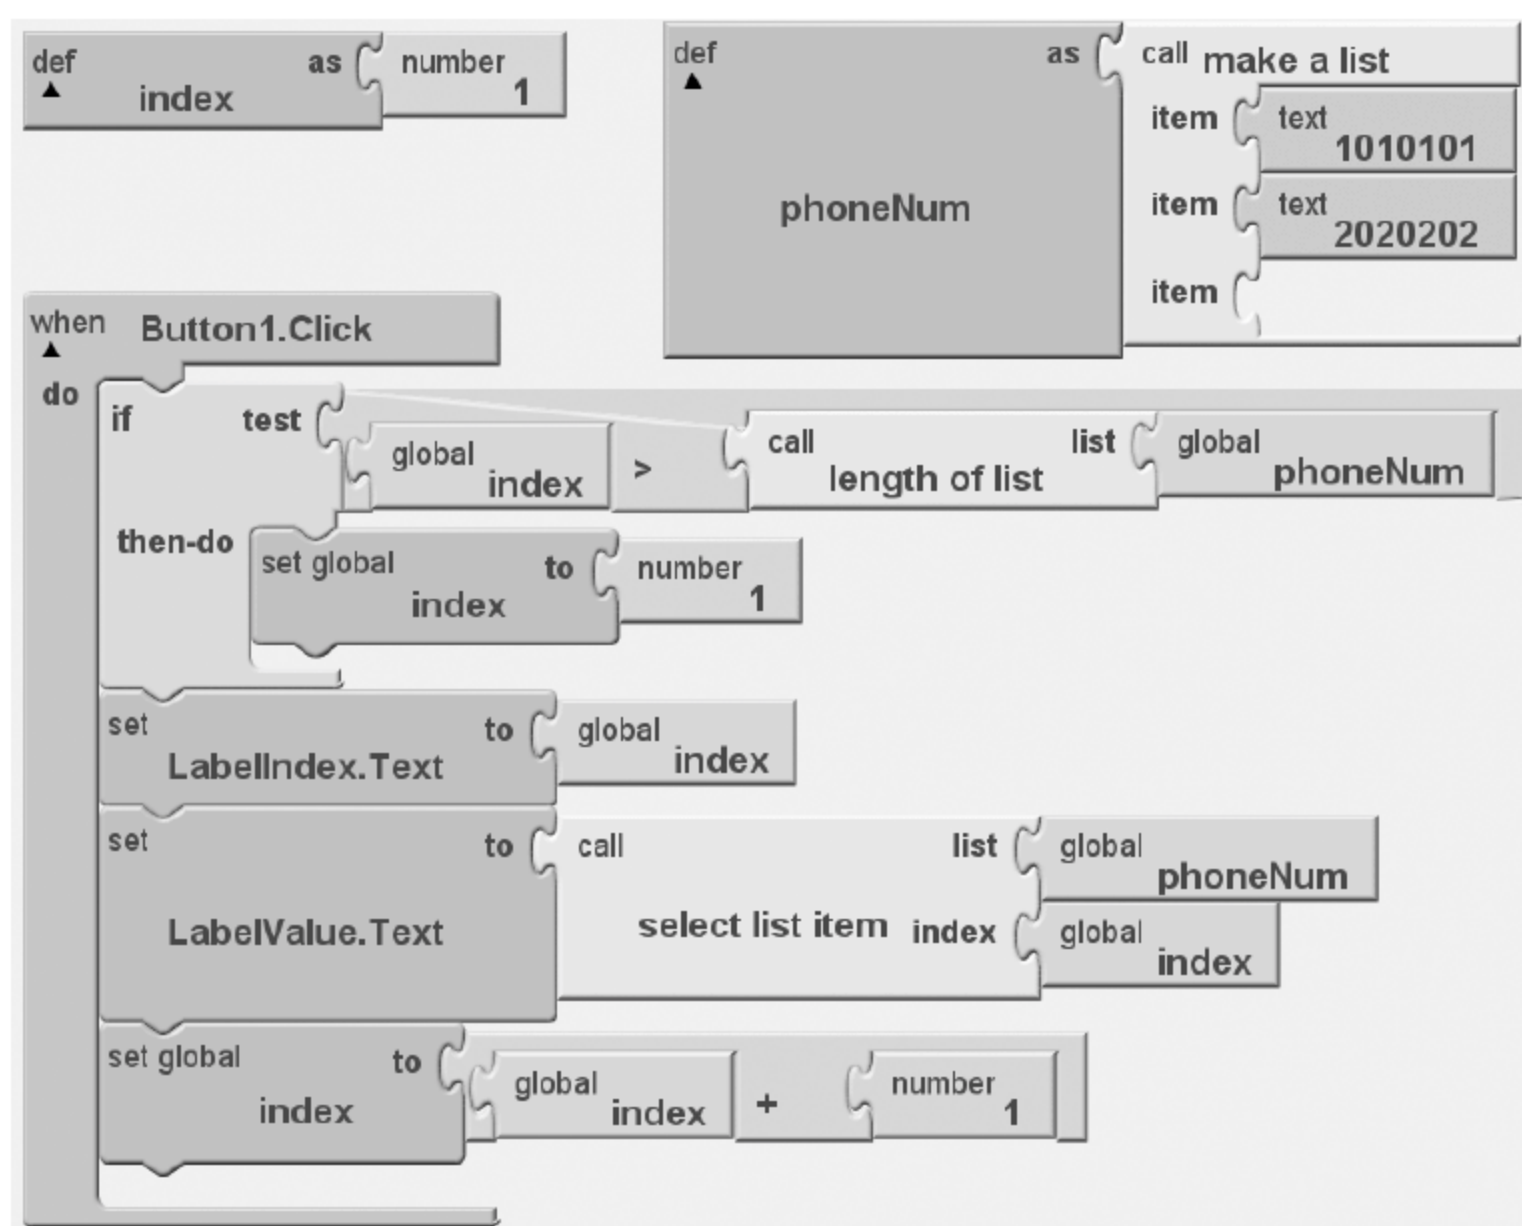 def as number
index 1
def as call make a list
item text
1010101
phoneNum
item text
2020202
item
when Button1.Click
do
if test
global index > call length of list list global phoneNum
then-do
set global index to number 1
set LabelIndex.Text to global index
set LabelValue.Text to call select list item list global phoneNum
index global index
set global index to global index + number 1